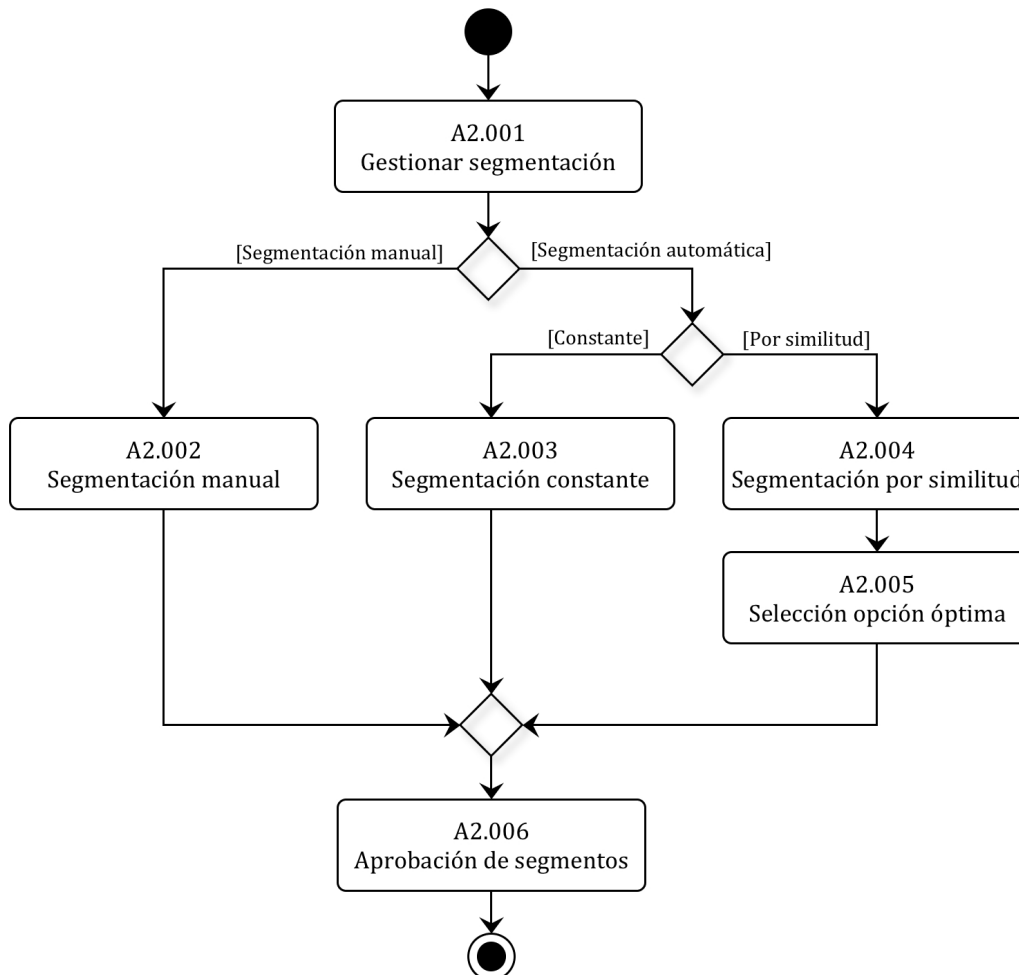 A2.001
Gestionar segmentación
[Segmentación manual]
[Segmentación automática]
[Constante]
[Por similitud]
A2.002
Segmentación manual
A2.003
Segmentación constante
A2.004
Segmentación por similitud
A2.005
Selección opción óptima
A2.006
Aprobación de segmentos